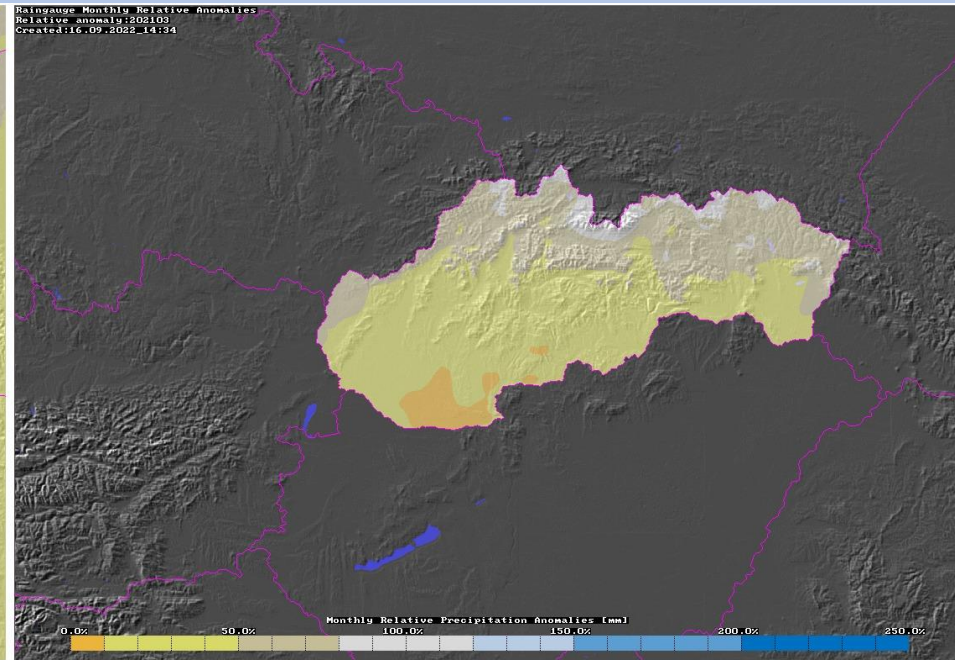 Raingauge Monthly Relative Anomalies
Relative anomaly:202103
Created:16.09.2022_14:34
Monthly Relative Precipitation Anomalies [mm]
0.0% 50.0% 100.0% 150.0% 200.0% 250.0%